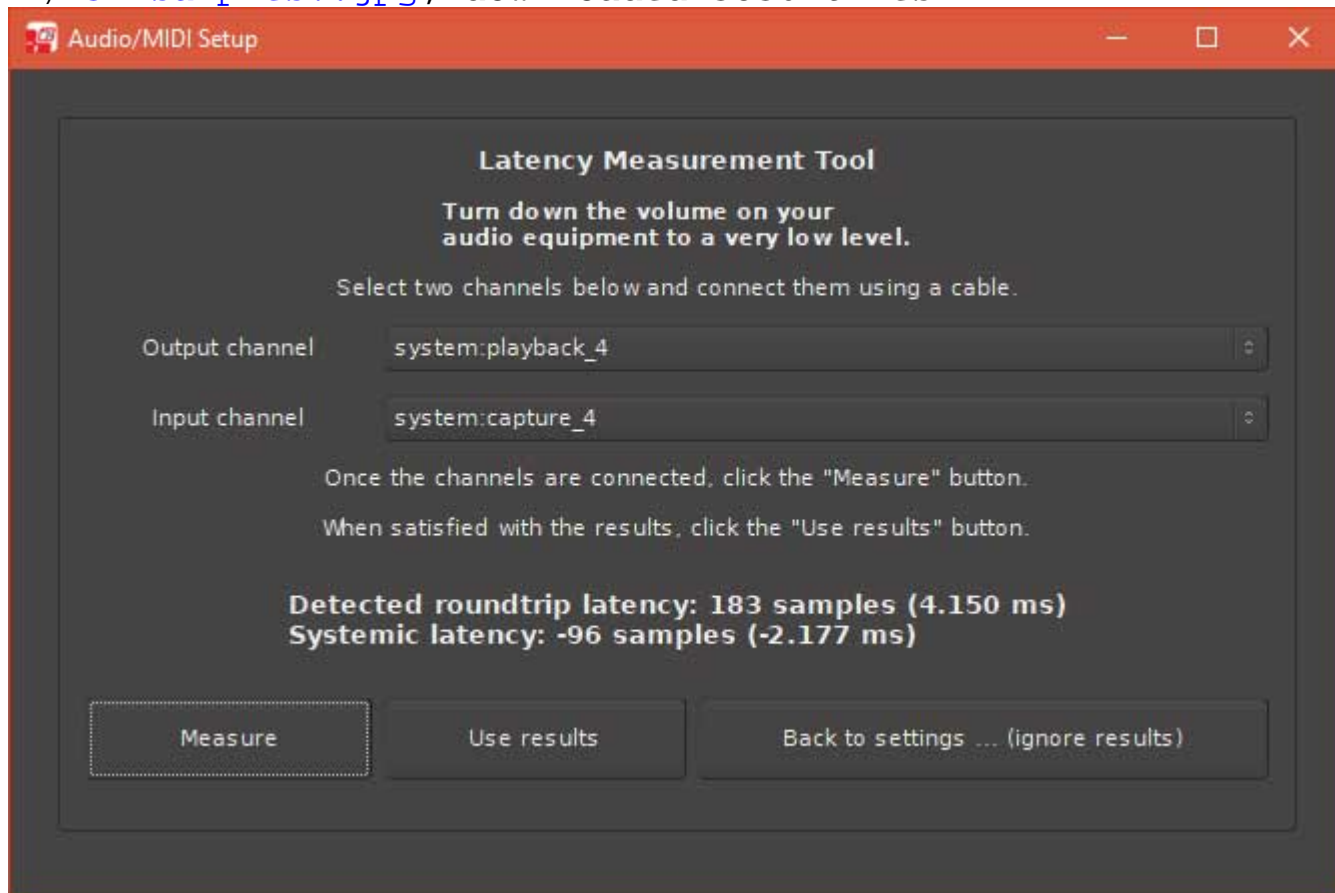 Audio/MIDI Setup
Latency Measurement Tool
Turn down the volume on your
audio equipment to a very low level.
Select two channels below and connect them using a cable.
Output channel system:playback_4
Input channel system:capture_4
Once the channels are connected, click the "Measure" button.
When satisfied with the results, click the "Use results" button.
Detected roundtrip latency: 183 samples (4.150 ms)
Systemic latency: -96 samples (-2.177 ms)
Measure Use results Back to settings ... (ignore results)